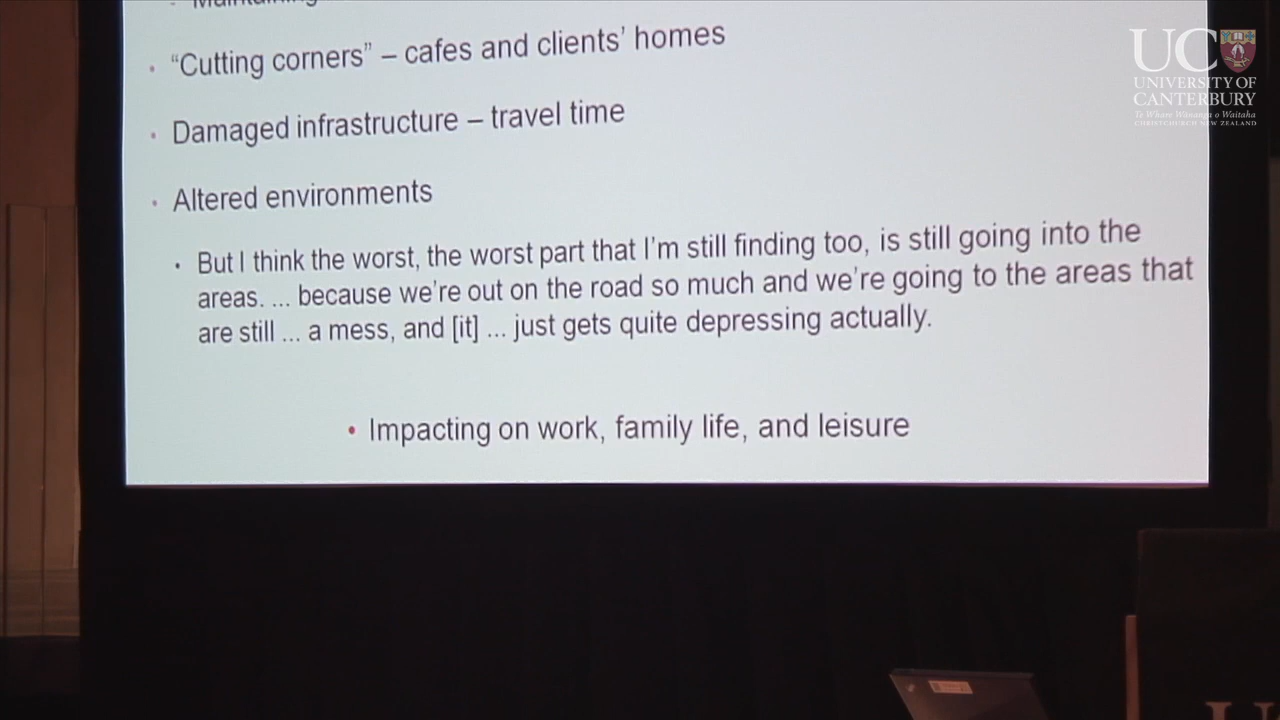 "Cutting corners" – cafes and clients' homes
Damaged infrastructure – travel time
Altered environments
But I think the worst, the worst part that I'm still finding too, is still going into the
areas. ... because we're out on the road so much and we're going to the areas that
are still ... a mess, and [it] ... just gets quite depressing actually.
Impacting on work, family life, and leisure
UC
UNIVERSITY OF
CANTERBURY
Te Whare Wānanga o Waitaha
CHRISTCHURCH NEW ZEALAND